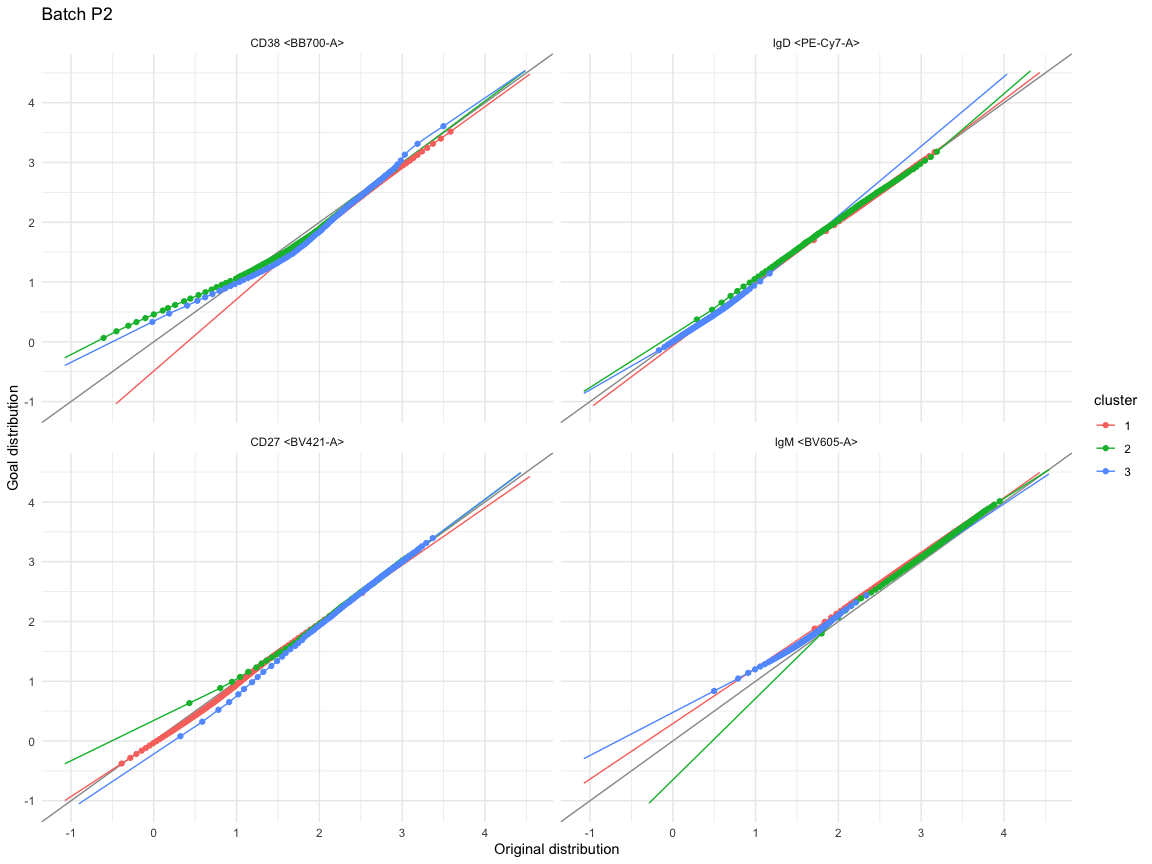 Batch P2
CD38 <BB700-A>
IgD <PE-Cy7-A>
4
3
2
1
0
-1
CD27 <BV421-A>
IgM <BV605-A>
4
3
2
1
0
-1
-1 0 1 2 3 4
-1 0 1 2 3 4
Original distribution
Goal distribution
cluster
1
2
3